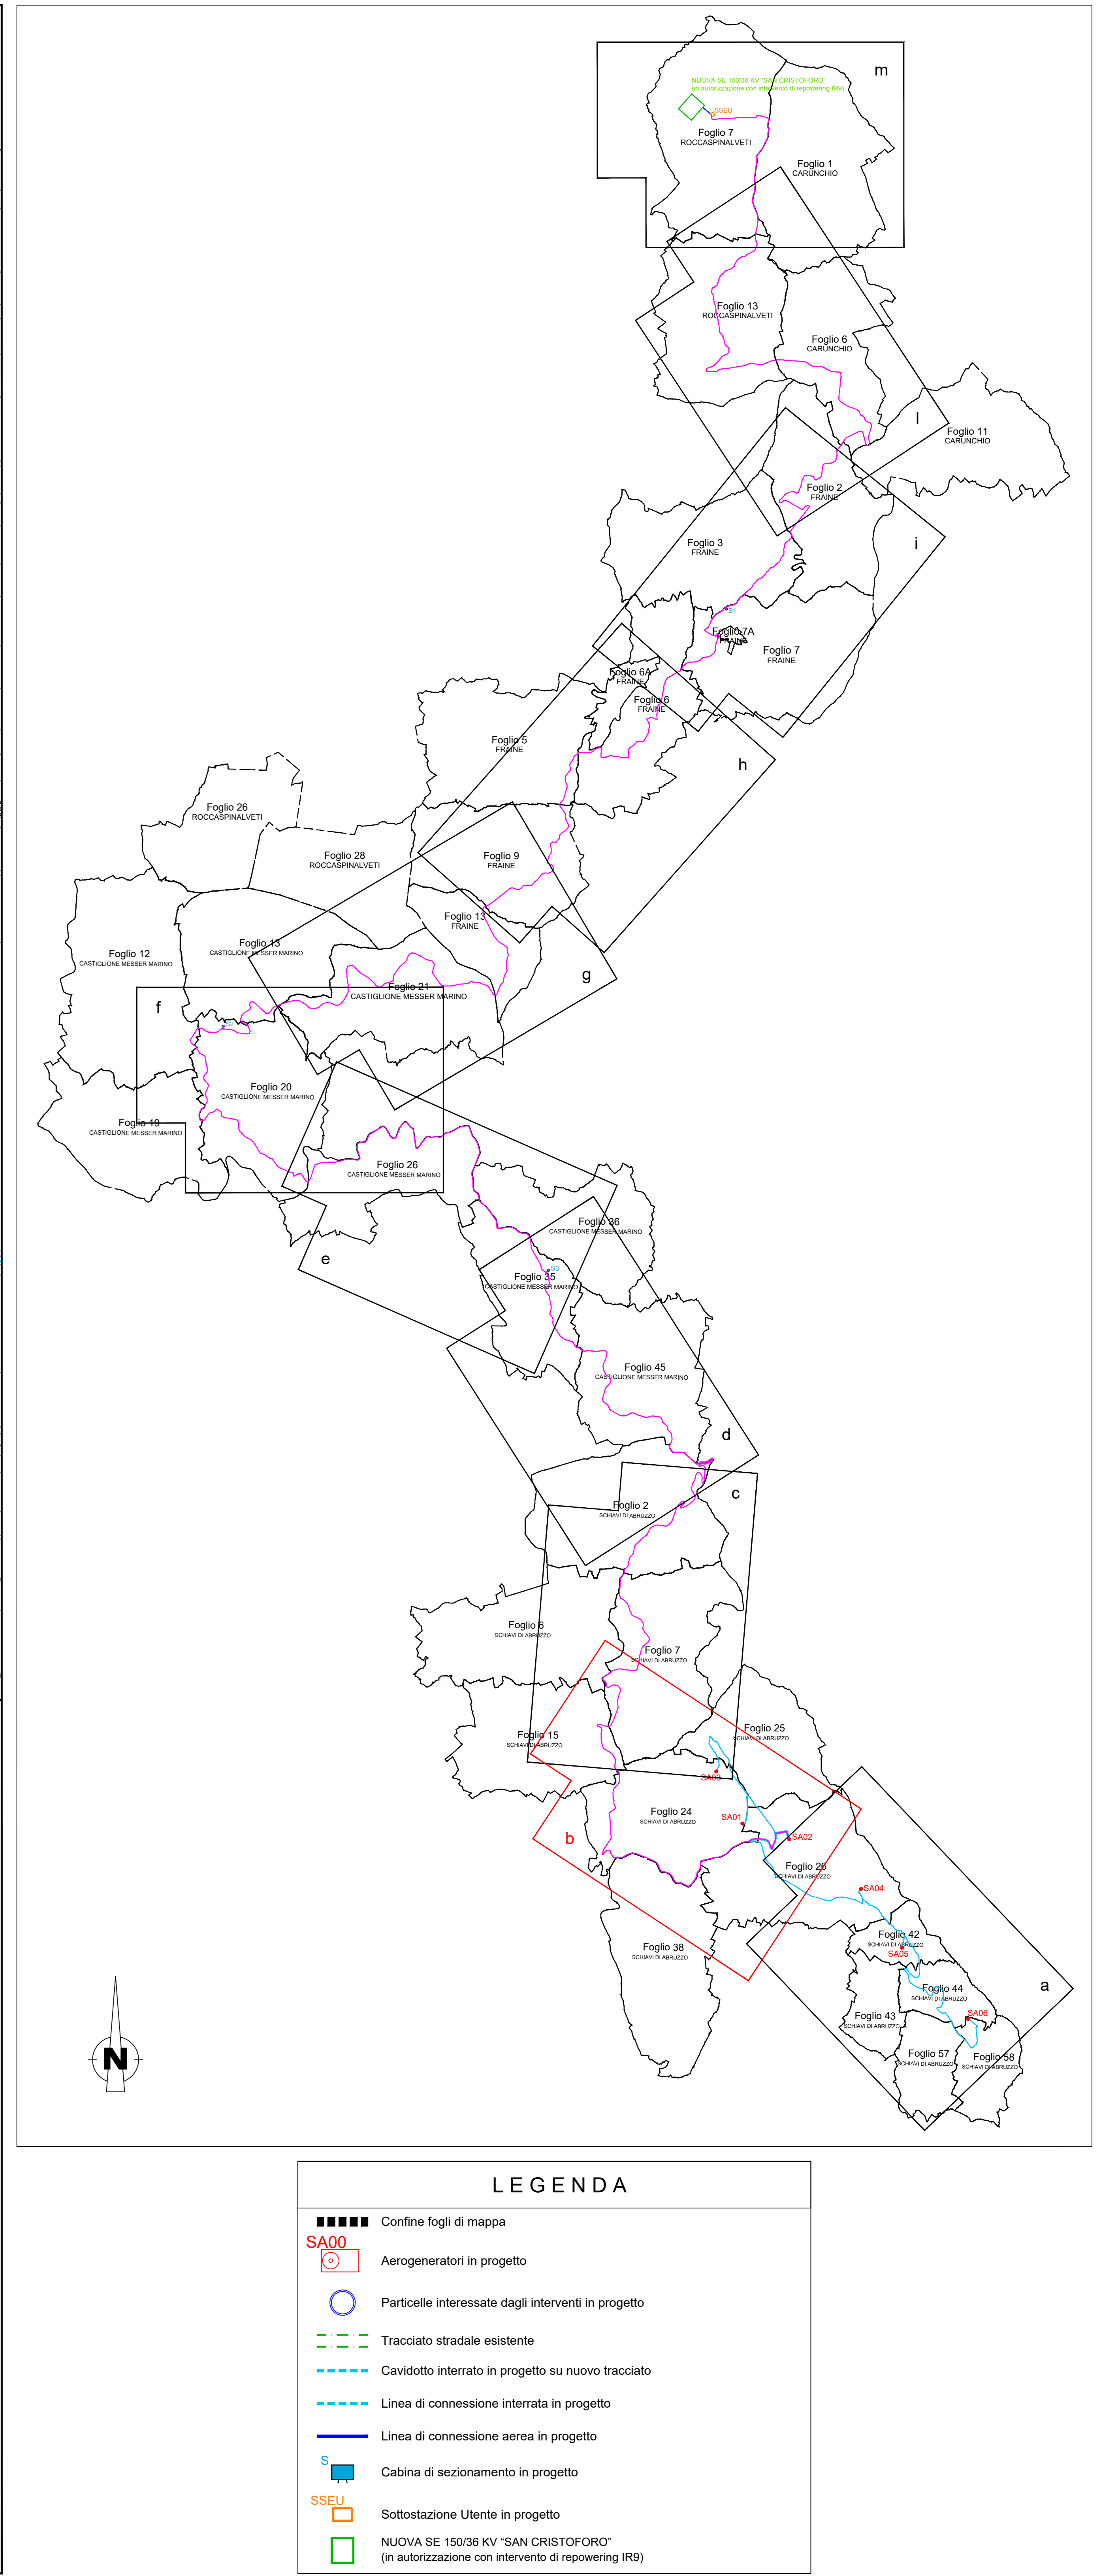 m
NUOVA SE 150/36 KV "SAN CRISTOFORO"
(in autorizzazione con intervento di repowering IR9)
SSEU
Foglio 7
ROCCASPINALVETI
Foglio 1
CARUNCHIO
Foglio 13
ROCCASPINALVETI
Foglio 6
CARUNCHIO
l
Foglio 11
CARUNCHIO
Foglio 2
FRAINE
i
Foglio 3
FRAINE
S1
Foglio 7A
FRAINE
Foglio 7
FRAINE
Foglio 6A
FRAINE
Foglio 6
FRAINE
Foglio 5
FRAINE
h
Foglio 26
ROCCASPINALVETI
Foglio 28
ROCCASPINALVETI
Foglio 9
FRAINE
Foglio 13
FRAINE
Foglio 13
CASTIGLIONE MESSER MARINO
Foglio 12
CASTIGLIONE MESSER MARINO
g
Foglio 21
CASTIGLIONE MESSER MARINO
f
S2
Foglio 20
CASTIGLIONE MESSER MARINO
Foglio 19
CASTIGLIONE MESSER MARINO
Foglio 26
CASTIGLIONE MESSER MARINO
Foglio 36
CASTIGLIONE MESSER MARINO
e
S3
Foglio 35
CASTIGLIONE MESSER MARINO
Foglio 45
CASTIGLIONE MESSER MARINO
d
c
Foglio 2
SCHIAVI DI ABRUZZO
Foglio 6
SCHIAVI DI ABRUZZO
Foglio 7
SCHIAVI DI ABRUZZO
Foglio 15
SCHIAVI DI ABRUZZO
Foglio 25
SCHIAVI DI ABRUZZO
SA03
Foglio 24
SCHIAVI DI ABRUZZO
SA01
b
SA02
Foglio 26
SCHIAVI DI ABRUZZO
SA04
Foglio 42
SCHIAVI DI ABRUZZO
SA05
Foglio 38
SCHIAVI DI ABRUZZO
a
Foglio 44
SCHIAVI DI ABRUZZO
Foglio 43
SCHIAVI DI ABRUZZO
SA06
Foglio 57
SCHIAVI DI ABRUZZO
Foglio 58
SCHIAVI DI ABRUZZO
N
LEGENDA
Confine fogli di mappa
SA00
Aerogeneratori in progetto
Particelle interessate dagli interventi in progetto
Tracciato stradale esistente
Cavidotto interrato in progetto su nuovo tracciato
Linea di connessione interrata in progetto
Linea di connessione aerea in progetto
S
Cabina di sezionamento in progetto
SSEU
Sottostazione Utente in progetto
NUOVA SE 150/36 KV “SAN CRISTOFORO”
(in autorizzazione con intervento di repowering IR9)